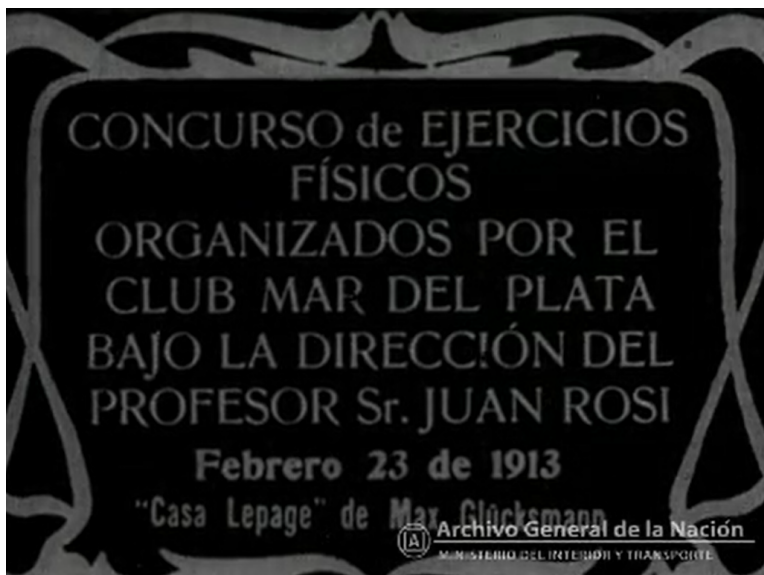 CONCURSO de EJERCICIOS
FÍSICOS
ORGANIZADOS POR EL
CLUB MAR DEL PLATA
BAJO LA DIRECCIÓN DEL
PROFESOR Sr. JUAN ROSI
Febrero 23 de 1913
"Casa Lepage" de Max Glücksmann
Archivo General de la Nación
MINISTERIO DEL INTERIOR Y TRANSPORTE